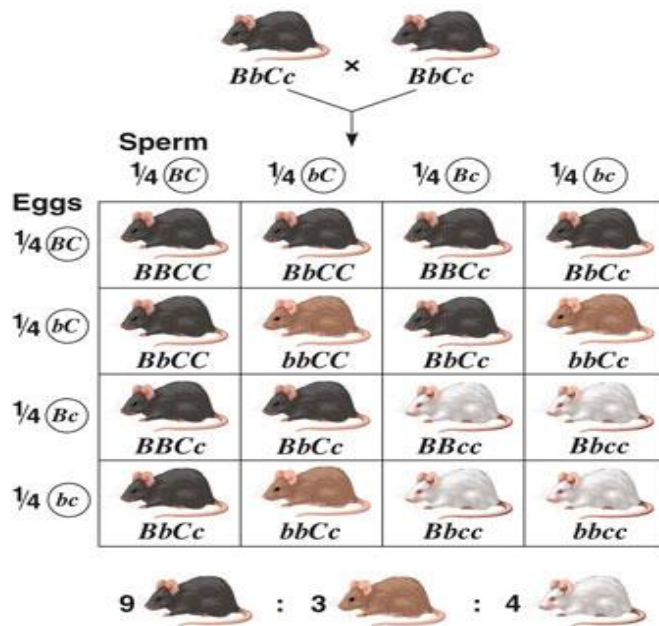 BbCc × BbCc
Sperm
1/4 BC 1/4 bC 1/4 Bc 1/4 bc
Eggs
1/4 BC
BBCC BbCC BBCc BbCc
1/4 bC
BbCC bbCC BbCc bbCc
1/4 Bc
BBCc BbCc BBcc Bbcc
1/4 bc
BbCc bbCc Bbcc bbcc
9 : 3 : 4